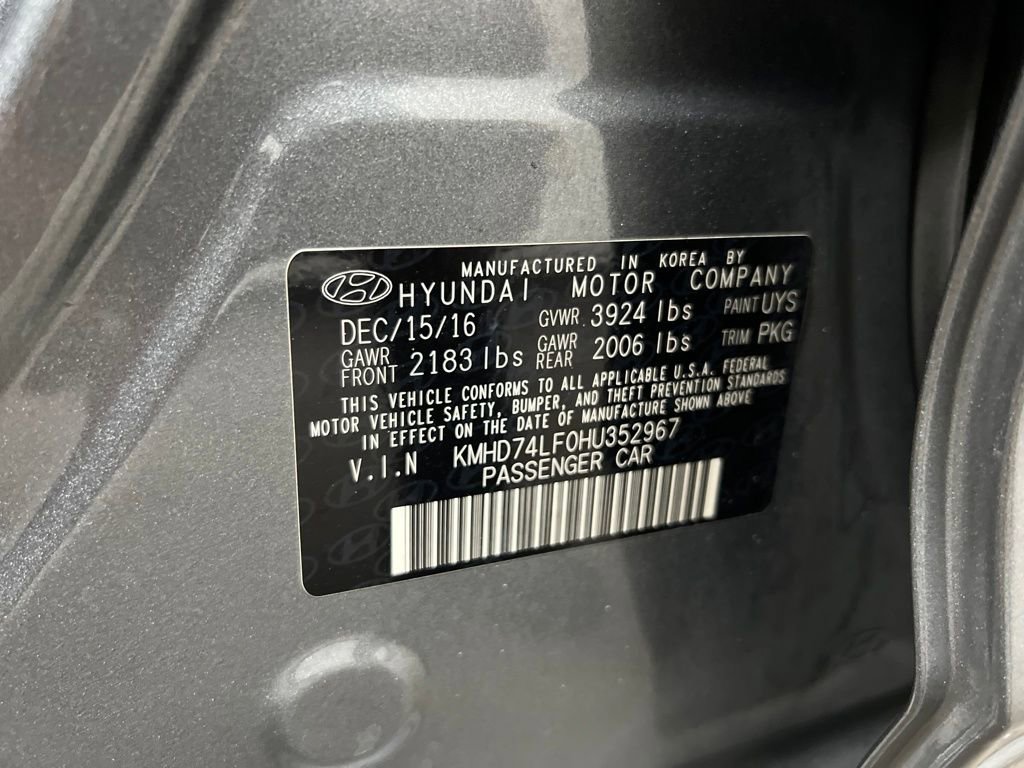 MANUFACTURED IN KOREA BY
HYUNDAI MOTOR COMPANY
DEC/15/16 GVWR 3924 lbs PAINT UYS
GAWR FRONT 2183 lbs GAWR REAR 2006 lbs TRIM PKG
THIS VEHICLE CONFORMS TO ALL APPLICABLE U.S.A. FEDERAL
MOTOR VEHICLE SAFETY, BUMPER, AND THEFT PREVENTION STANDARDS
IN EFFECT ON THE DATE OF MANUFACTURE SHOWN ABOVE
V.I.N KMHD74LF0HU352967
PASSENGER CAR